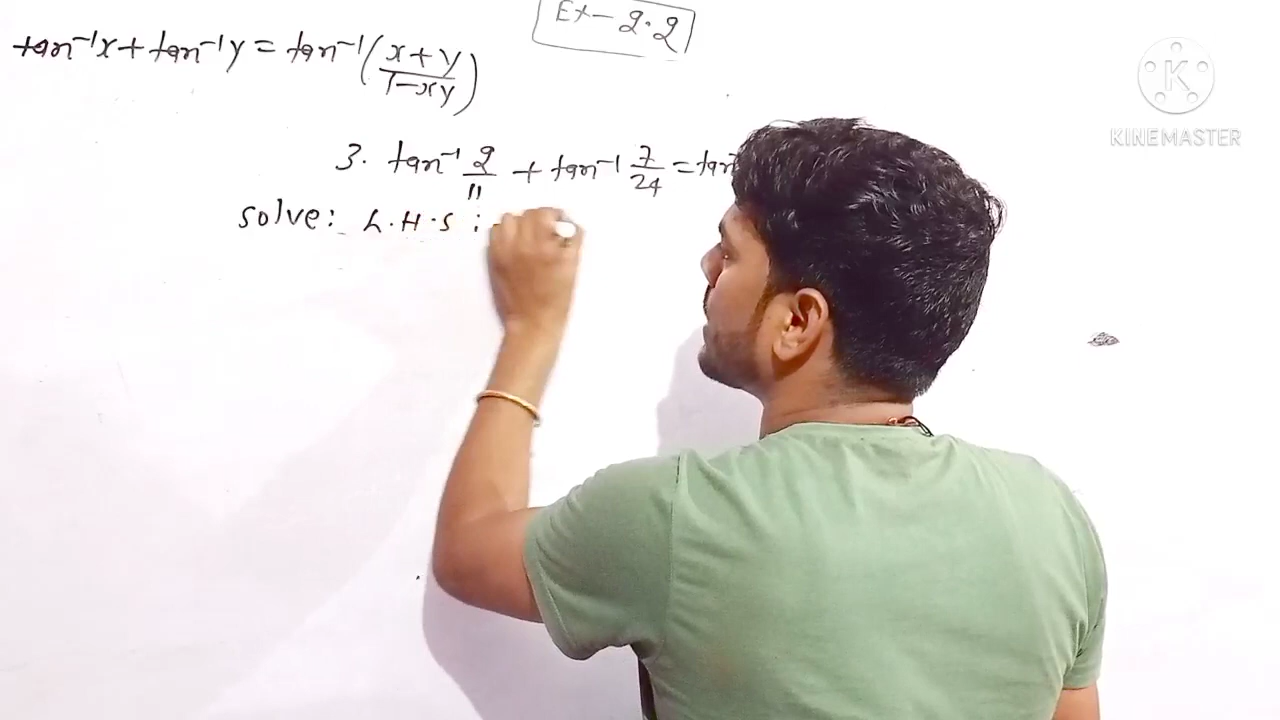 Ex- 2.2
tan⁻¹x + tan⁻¹y = tan⁻¹(x+y/1-xy)
3. tan⁻¹ 2/11 + tan⁻¹ 7/24 = tan⁻
solve: L.H.S :-
K
KINEMASTER